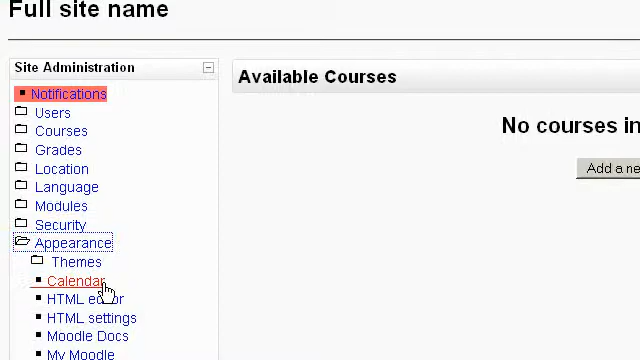 Full site name
Site Administration
Notifications
Users
Courses
Grades
Location
Language
Modules
Security
Appearance
Themes
Calendar
HTML editor
HTML settings
Moodle Docs
My Moodle
Available Courses
No courses in
Add a ne